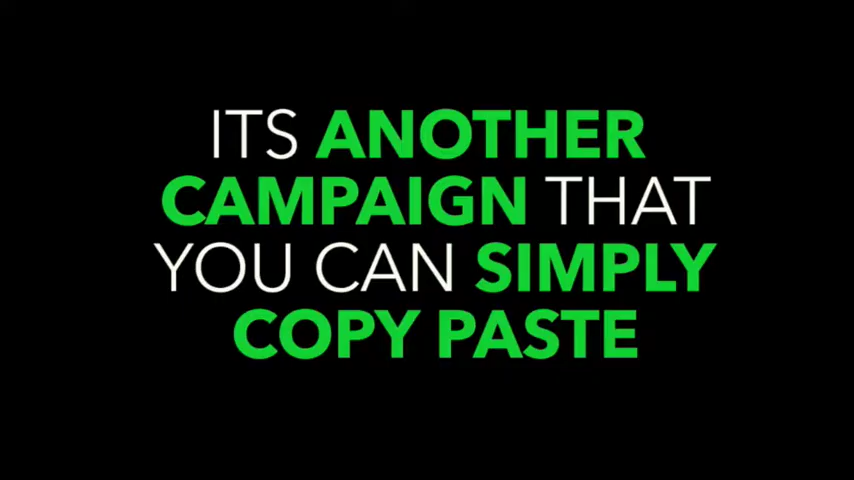 ITS ANOTHER
CAMPAIGN THAT
YOU CAN SIMPLY
COPY PASTE